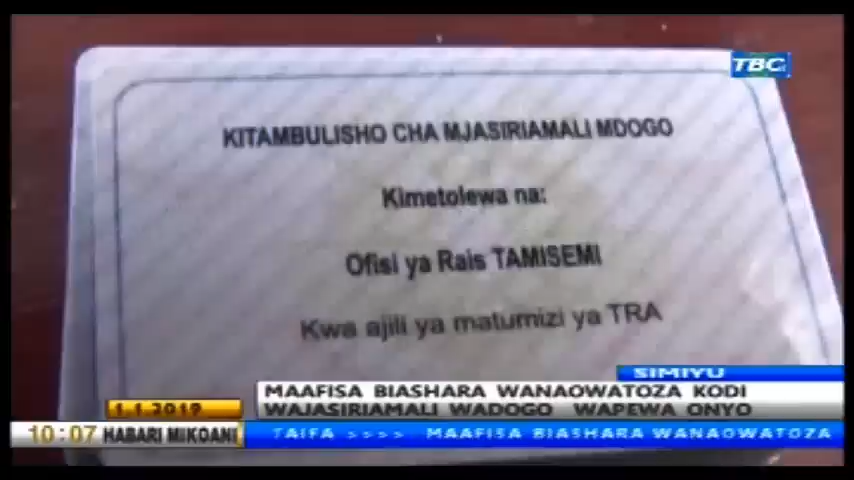 TBC
KITAMBULISHO CHA MJASIRIAMALI MDOGO
Kimetolewa na:
Ofisi ya Rais TAMISEMI
Kwa ajili ya matumizi ya TRA
SIMIYU
MAAFISA BIASHARA WANAOWATOZA KODI
WAJASIRIAMALI WADOGO WAPEWA ONYO
1.1.2019
10:07 HABARI MIKOANI TAIFA >>>> MAAFISA BIASHARA WANAOWATOZA